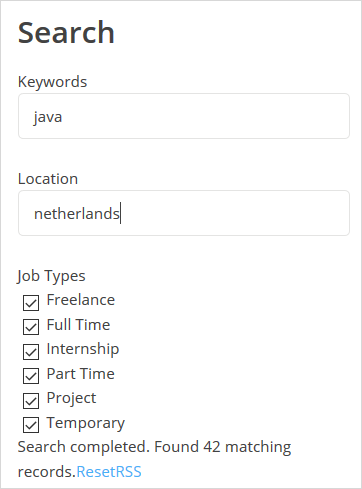 Search
Keywords
java
Location
netherlands
Job Types
Freelance
Full Time
Internship
Part Time
Project
Temporary
Search completed. Found 42 matching
records.ResetRSS